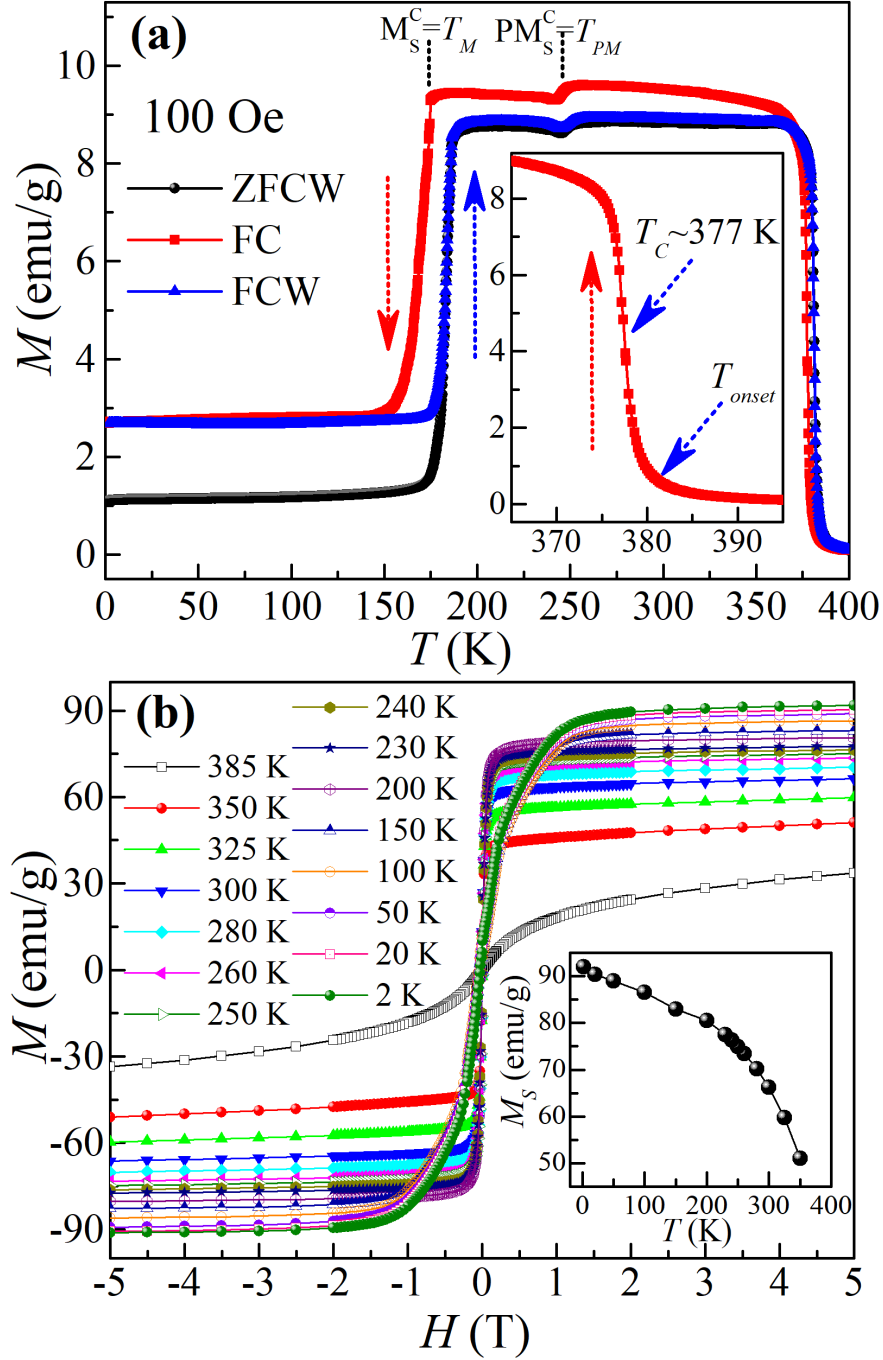 (a)
M_S^C=T_M
PM_S^C=T_PM
100 Oe
ZFCW
FC
FCW
M (emu/g)
10
8
6
4
2
0
0 50 100 150 200 250 300 350 400
T (K)
8
6
4
2
0
370 380 390
T_C~377 K
T_onset
(b)
385 K
350 K
325 K
300 K
280 K
260 K
250 K
240 K
230 K
200 K
150 K
100 K
50 K
20 K
2 K
M (emu/g)
90
60
30
0
-30
-60
-90
-5 -4 -3 -2 -1 0 1 2 3 4 5
H (T)
M_S (emu/g)
90
80
70
60
50
0 100 200 300 400
T (K)